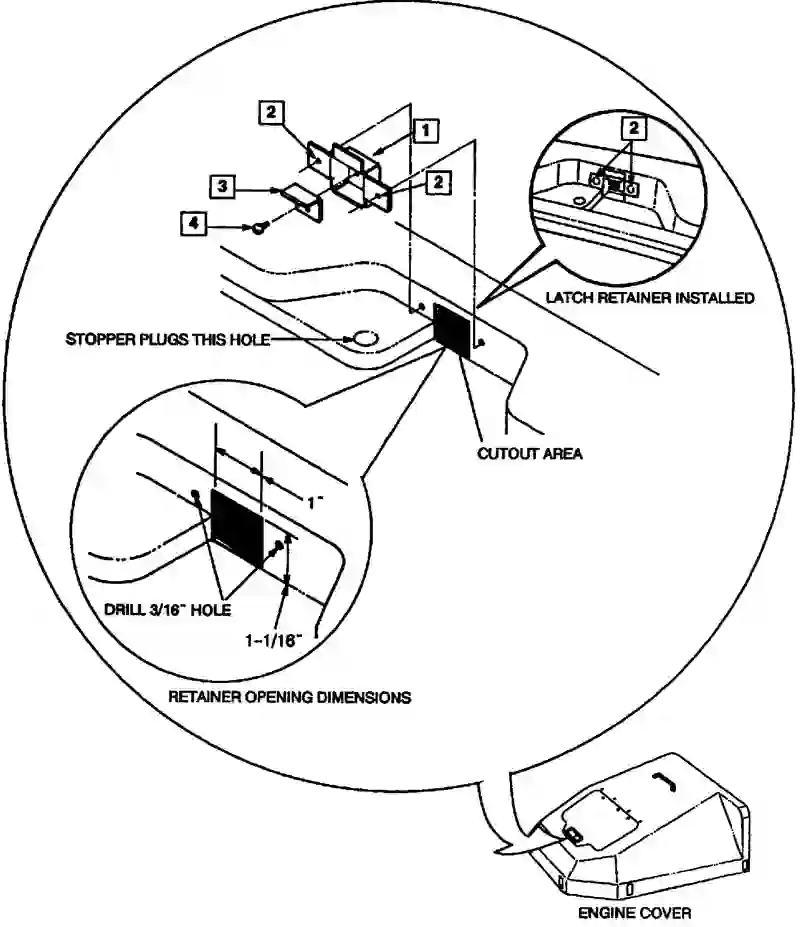 2
1
2
3
2
4
LATCH RETAINER INSTALLED
STOPPER PLUGS THIS HOLE
CUTOUT AREA
1"
DRILL 3/16" HOLE
1-1/16"
RETAINER OPENING DIMENSIONS
ENGINE COVER